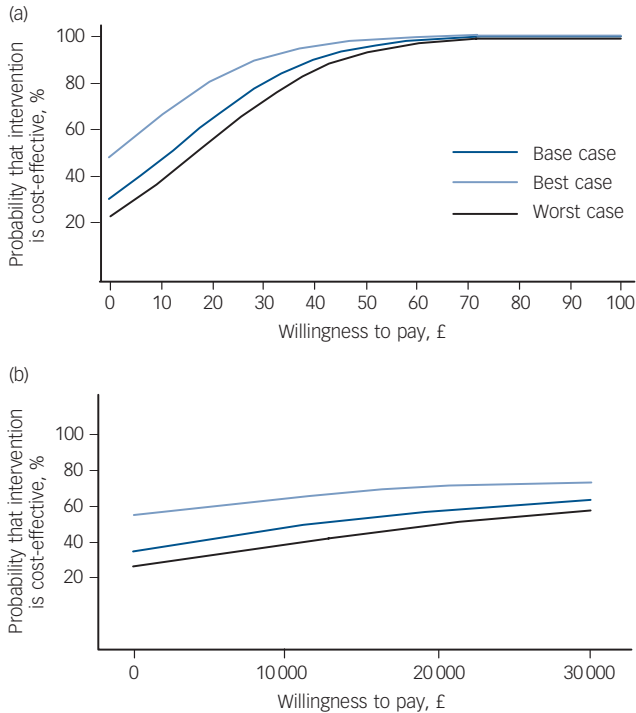 (a)
Probability that intervention
is cost-effective, %
100
80
60
40
20
Base case
Best case
Worst case
0 10 20 30 40 50 60 70 80 90 100
Willingness to pay, £
(b)
Probability that intervention
is cost-effective, %
100
80
60
40
20
0 10 000 20 000 30 000
Willingness to pay, £